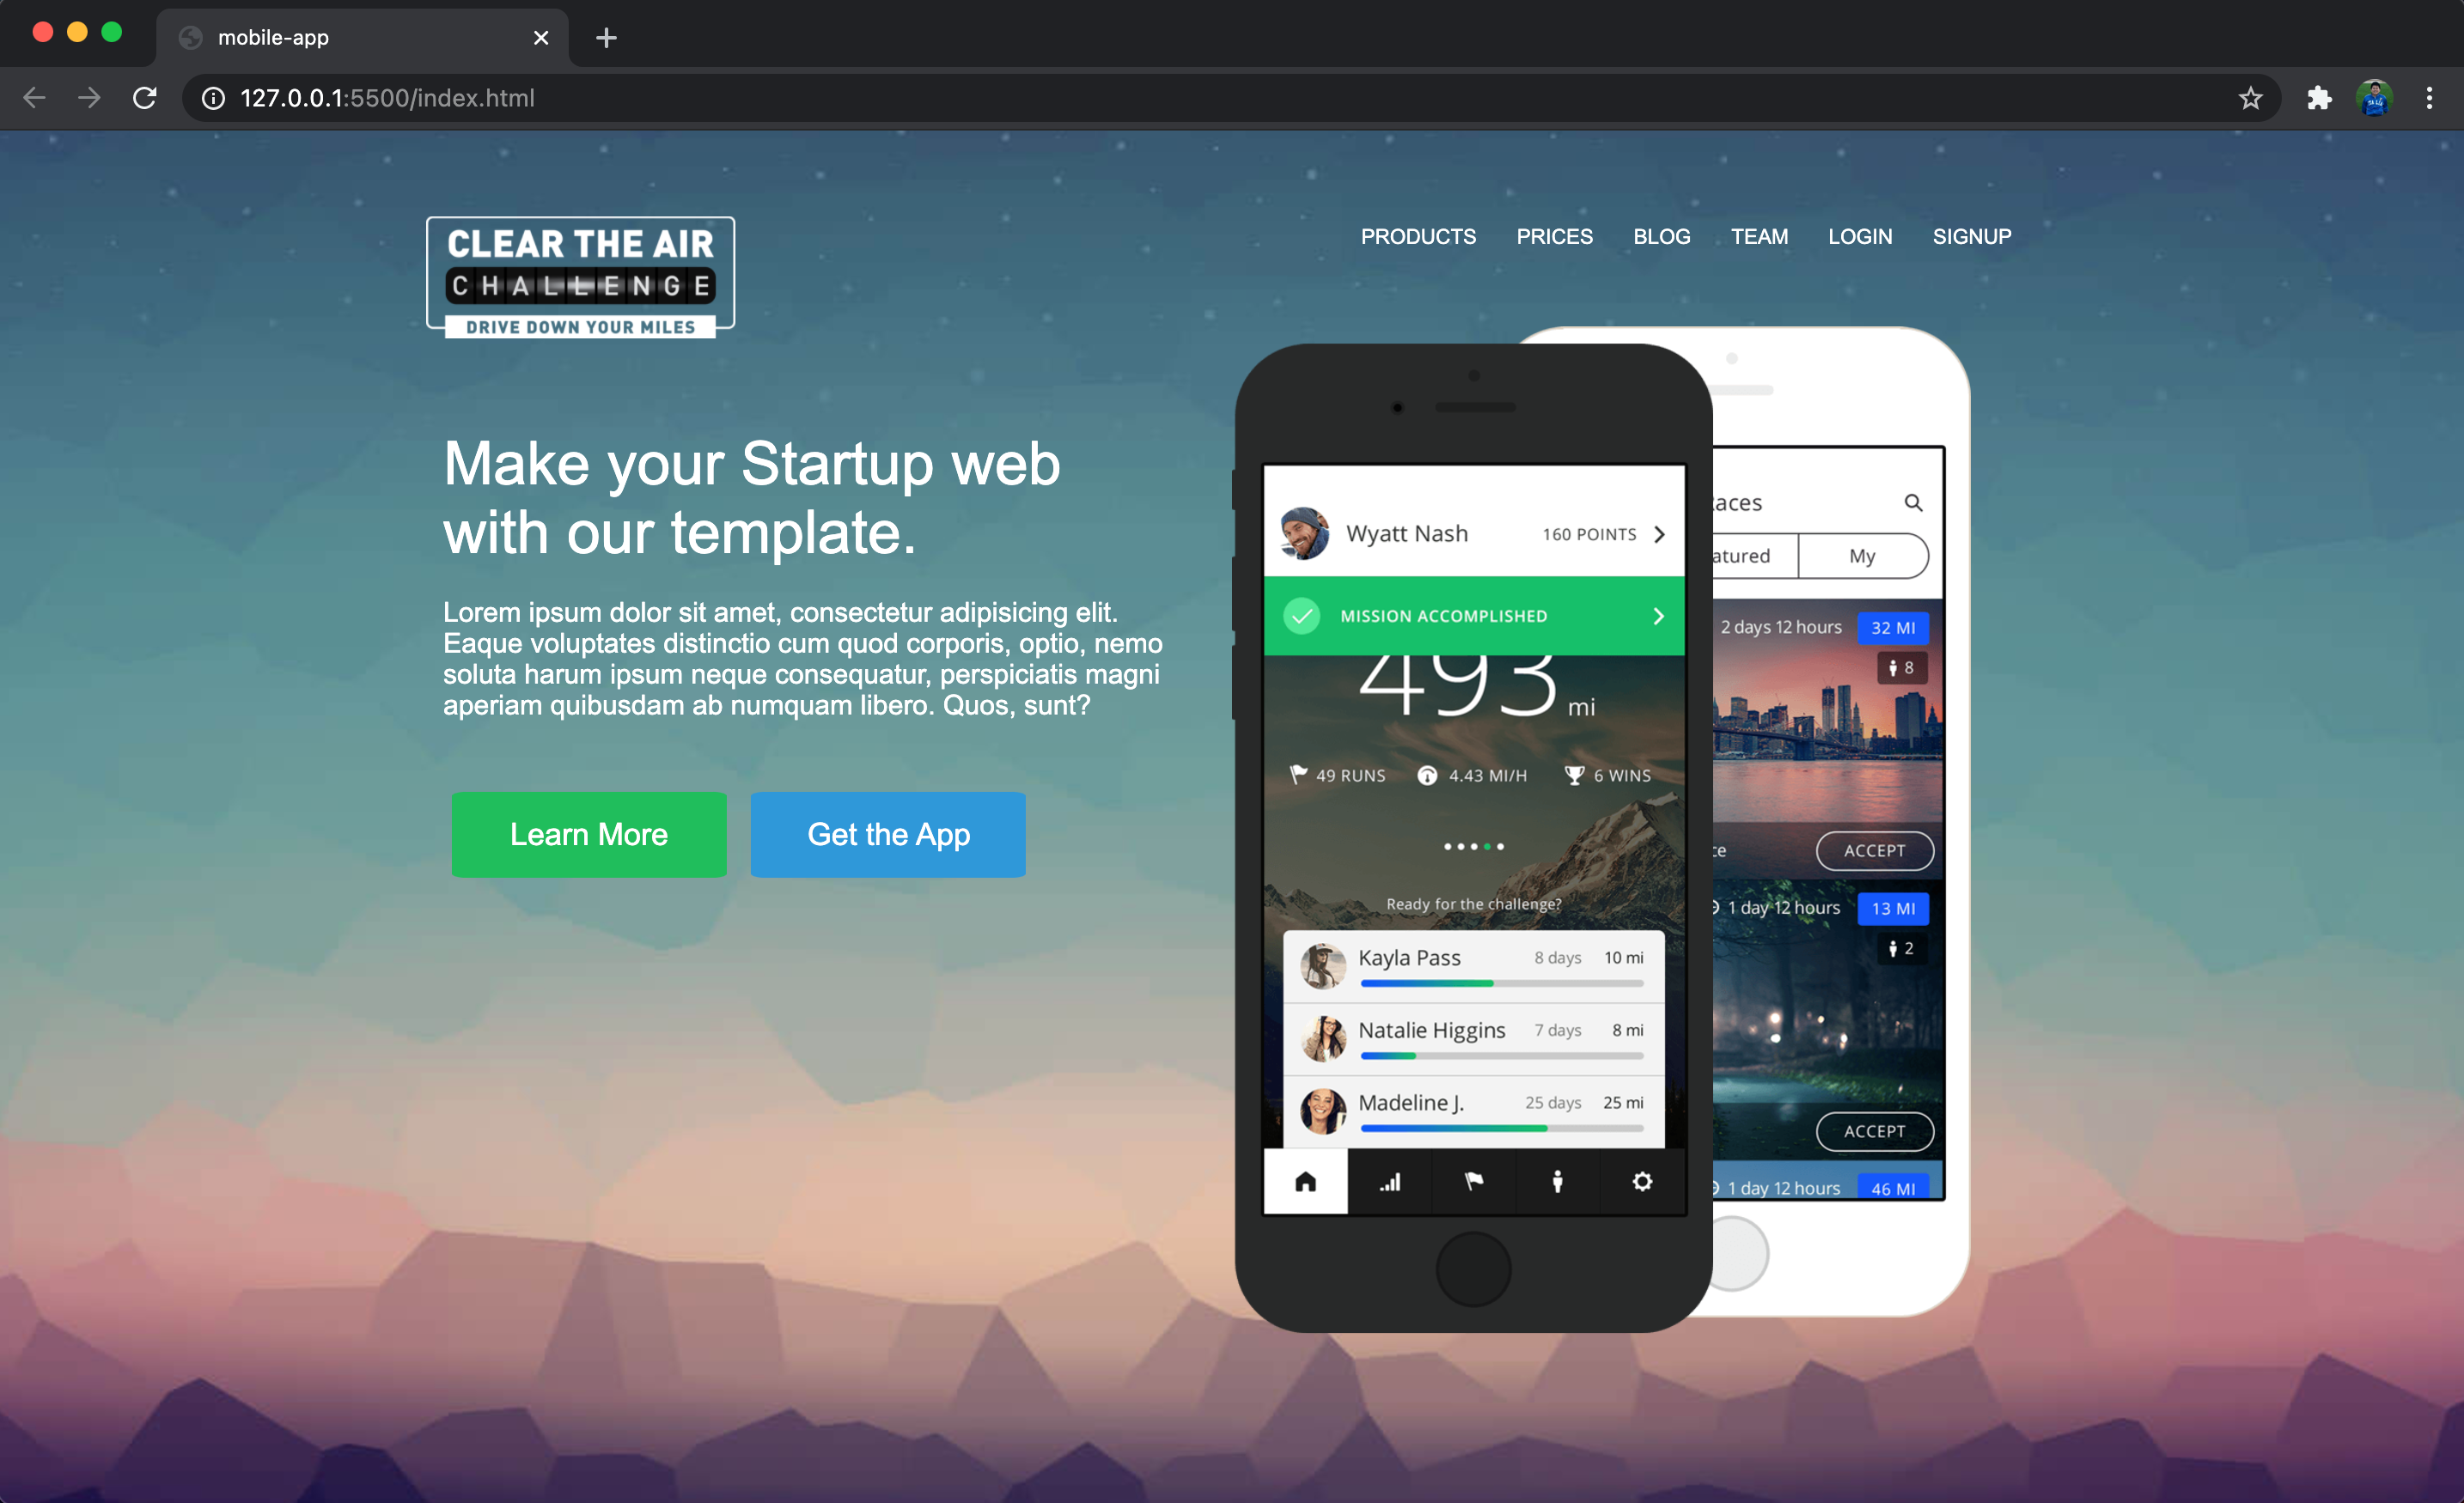 mobile-app
127.0.0.1:5500/index.html
CLEAR THE AIR
CHALLENGE
DRIVE DOWN YOUR MILES
PRODUCTS PRICES BLOG TEAM LOGIN SIGNUP
Make your Startup web
with our template.
Lorem ipsum dolor sit amet, consectetur adipisicing elit.
Eaque voluptates distinctio cum quod corporis, optio, nemo
soluta harum ipsum neque consequatur, perspiciatis magni
aperiam quibusdam ab numquam libero. Quos, sunt?
Learn More
Get the App
Wyatt Nash 160 POINTS
MISSION ACCOMPLISHED
493 mi
49 RUNS 4.43 MI/H 6 WINS
Ready for the challenge?
Kayla Pass 8 days 10 mi
Natalie Higgins 7 days 8 mi
Madeline J. 25 days 25 mi
aces
atured My
2 days 12 hours 32 MI
8
ce ACCEPT
1 day 12 hours 13 MI
2
ACCEPT
1 day 12 hours 46 MI